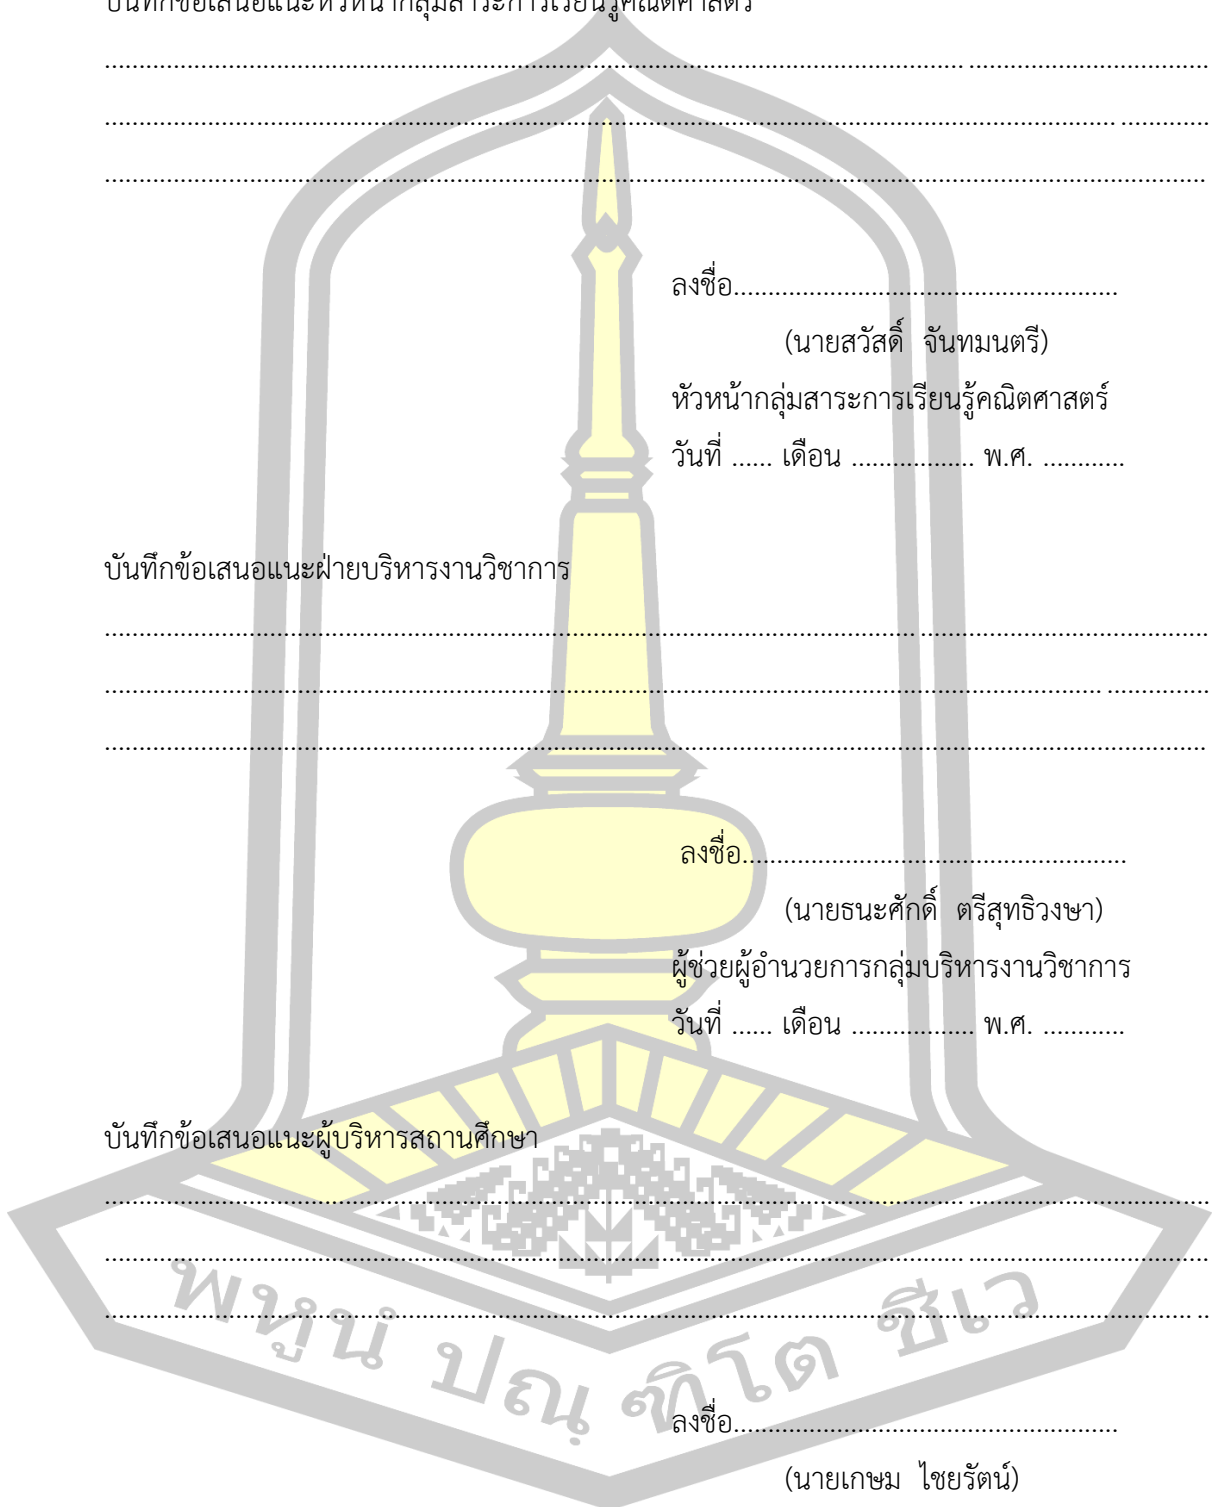 บันทึกข้อเสนอแนะหัวหน้ากลุ่มสาระการเรียนรู้คณิตศาสตร์
................................................................................................................................................................
................................................................................................................................................................
................................................................................................................................................................
ลงชื่อ........................................................
(นายสวัสดิ์ จันทมนตรี)
หัวหน้ากลุ่มสาระการเรียนรู้คณิตศาสตร์
วันที่ ...... เดือน .................. พ.ศ. ............
บันทึกข้อเสนอแนะฝ่ายบริหารงานวิชาการ
................................................................................................................................................................
................................................................................................................................................................
................................................................................................................................................................
ลงชื่อ........................................................
(นายธนะศักดิ์ ตรีสุทธิวงษา)
ผู้ช่วยผู้อำนวยการกลุ่มบริหารงานวิชาการ
วันที่ ...... เดือน .................. พ.ศ. ............
บันทึกข้อเสนอแนะผู้บริหารสถานศึกษา
................................................................................................................................................................
................................................................................................................................................................
................................................................................................................................................................
พหูนํ ปณฺฑิโต ชีเว
ลงชื่อ........................................................
(นายเกษม ไชยรัตน์)